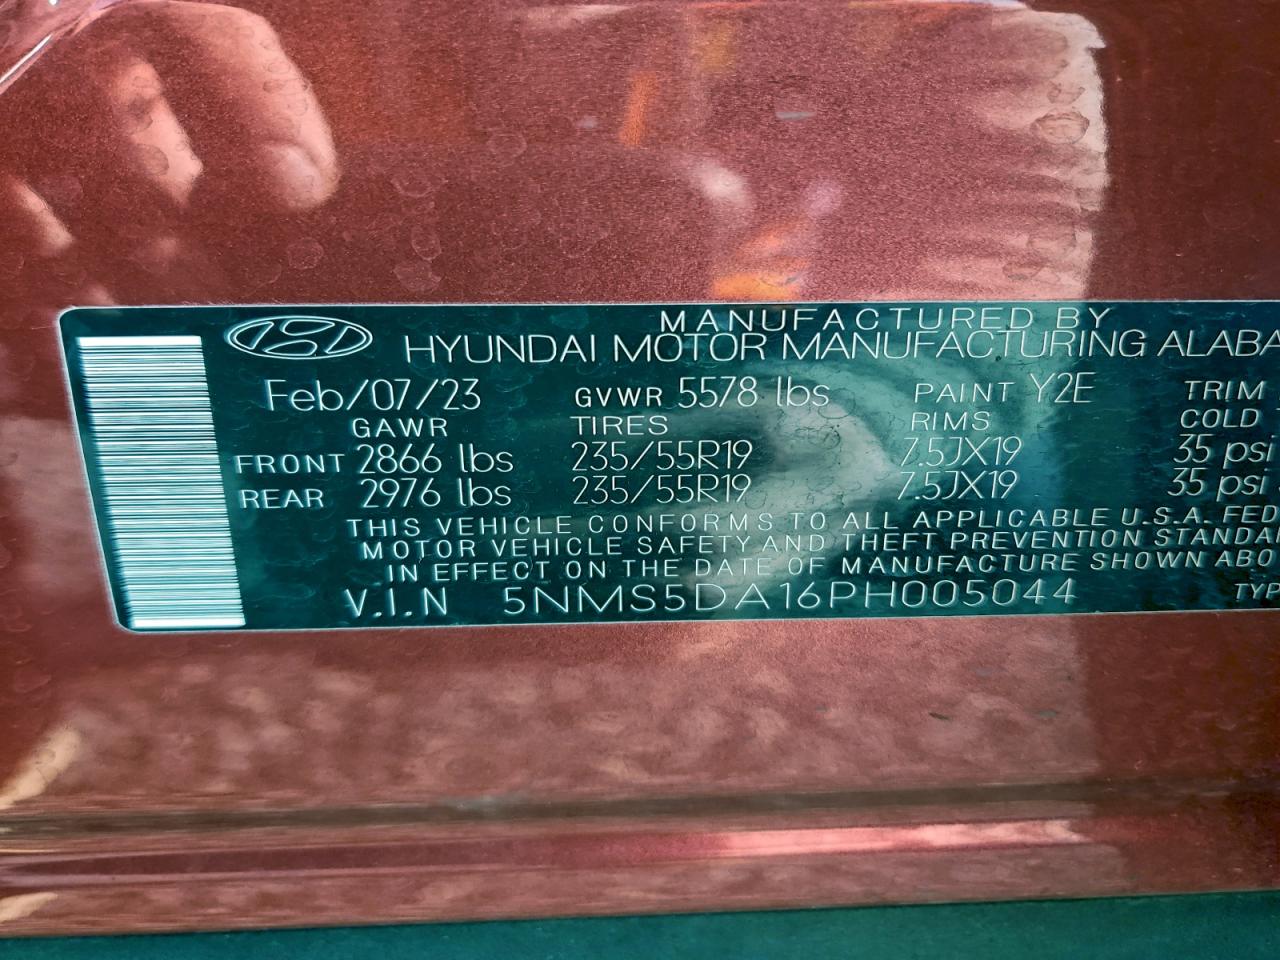 MANUFACTURED BY
HYUNDAI MOTOR MANUFACTURING ALABA
Feb/07/23 GVWR 5578 lbs PAINT Y2E TRIM
GAWR TIRES RIMS COLD
FRONT 2866 lbs 235/55R19 7.5JX19 35 psi
REAR 2976 lbs 235/55R19 7.5JX19 35 psi
THIS VEHICLE CONFORMS TO ALL APPLICABLE U.S.A. FED
MOTOR VEHICLE SAFETY AND THEFT PREVENTION STANDA
IN EFFECT ON THE DATE OF MANUFACTURE SHOWN ABO
V.I.N 5NMS5DA16PH005044 TYP